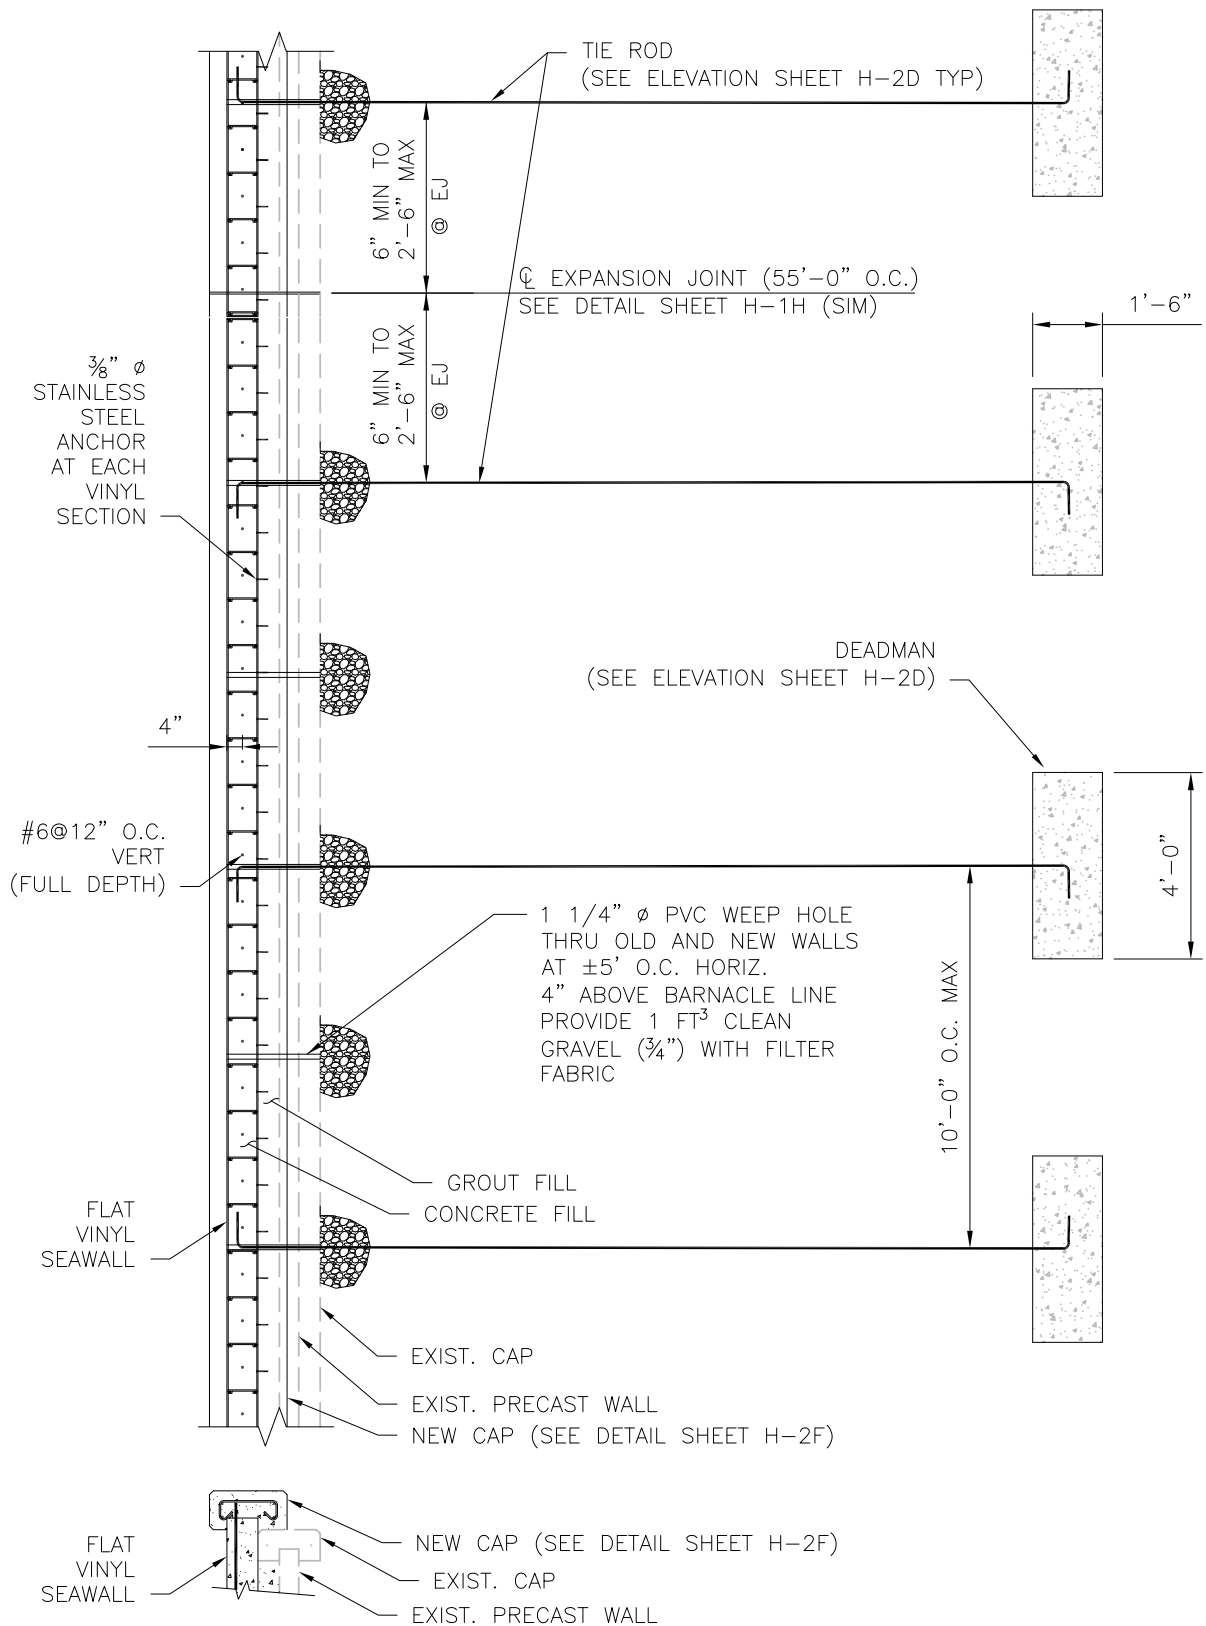 TIE ROD
(SEE ELEVATION SHEET H-2D TYP)
6" MIN TO
2'-6" MAX
@ EJ
℄ EXPANSION JOINT (55'-0" O.C.)
SEE DETAIL SHEET H-1H (SIM)
1'-6"
6" MIN TO
2'-6" MAX
@ EJ
⅜" ø
STAINLESS
STEEL
ANCHOR
AT EACH
VINYL
SECTION
DEADMAN
(SEE ELEVATION SHEET H-2D)
4"
#6@12" O.C.
VERT
(FULL DEPTH)
4'-0"
1 1/4" ø PVC WEEP HOLE
THRU OLD AND NEW WALLS
AT ±5' O.C. HORIZ.
4" ABOVE BARNACLE LINE
PROVIDE 1 FT³ CLEAN
GRAVEL (¾") WITH FILTER
FABRIC
10'-0" O.C. MAX
GROUT FILL
CONCRETE FILL
FLAT
VINYL
SEAWALL
EXIST. CAP
EXIST. PRECAST WALL
NEW CAP (SEE DETAIL SHEET H-2F)
NEW CAP (SEE DETAIL SHEET H-2F)
FLAT
VINYL
SEAWALL
EXIST. CAP
EXIST. PRECAST WALL